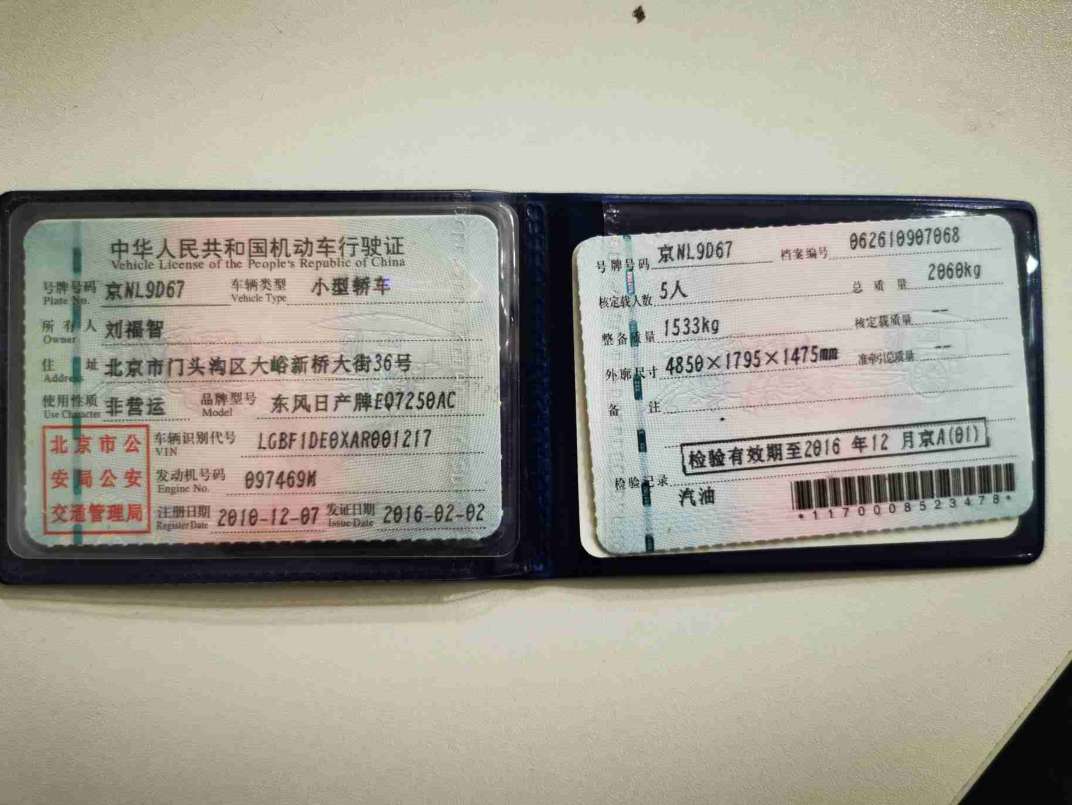 中华人民共和国机动车行驶证
Vehicle License of the People's Republic of China
号牌号码 京NL9D67 车辆类型 小型轿车
Plate No. Vehicle Type
所有人 刘福智
Owner
住址 北京市门头沟区大峪新桥大街36号
Address
使用性质 非营运 品牌型号 东风日产牌EQ7250AC
Use Character Model
北京市公安局公安交通管理局
车辆识别代号 LGBF1DE0XAR001217
VIN
发动机号码 097469M
Engine No.
注册日期 2010-12-07 发证日期 2016-02-02
Register Date Issue Date
号牌号码 京NL9D67 档案编号 062610907068
核定载人数 5人 总质量 2060kg
整备质量 1533kg 核定载质量 --
外廓尺寸 4850×1795×1475mm 准牵引总质量 --
备注
检验有效期至2016年12月京A(01)
检验记录
汽油
*1170008523478*